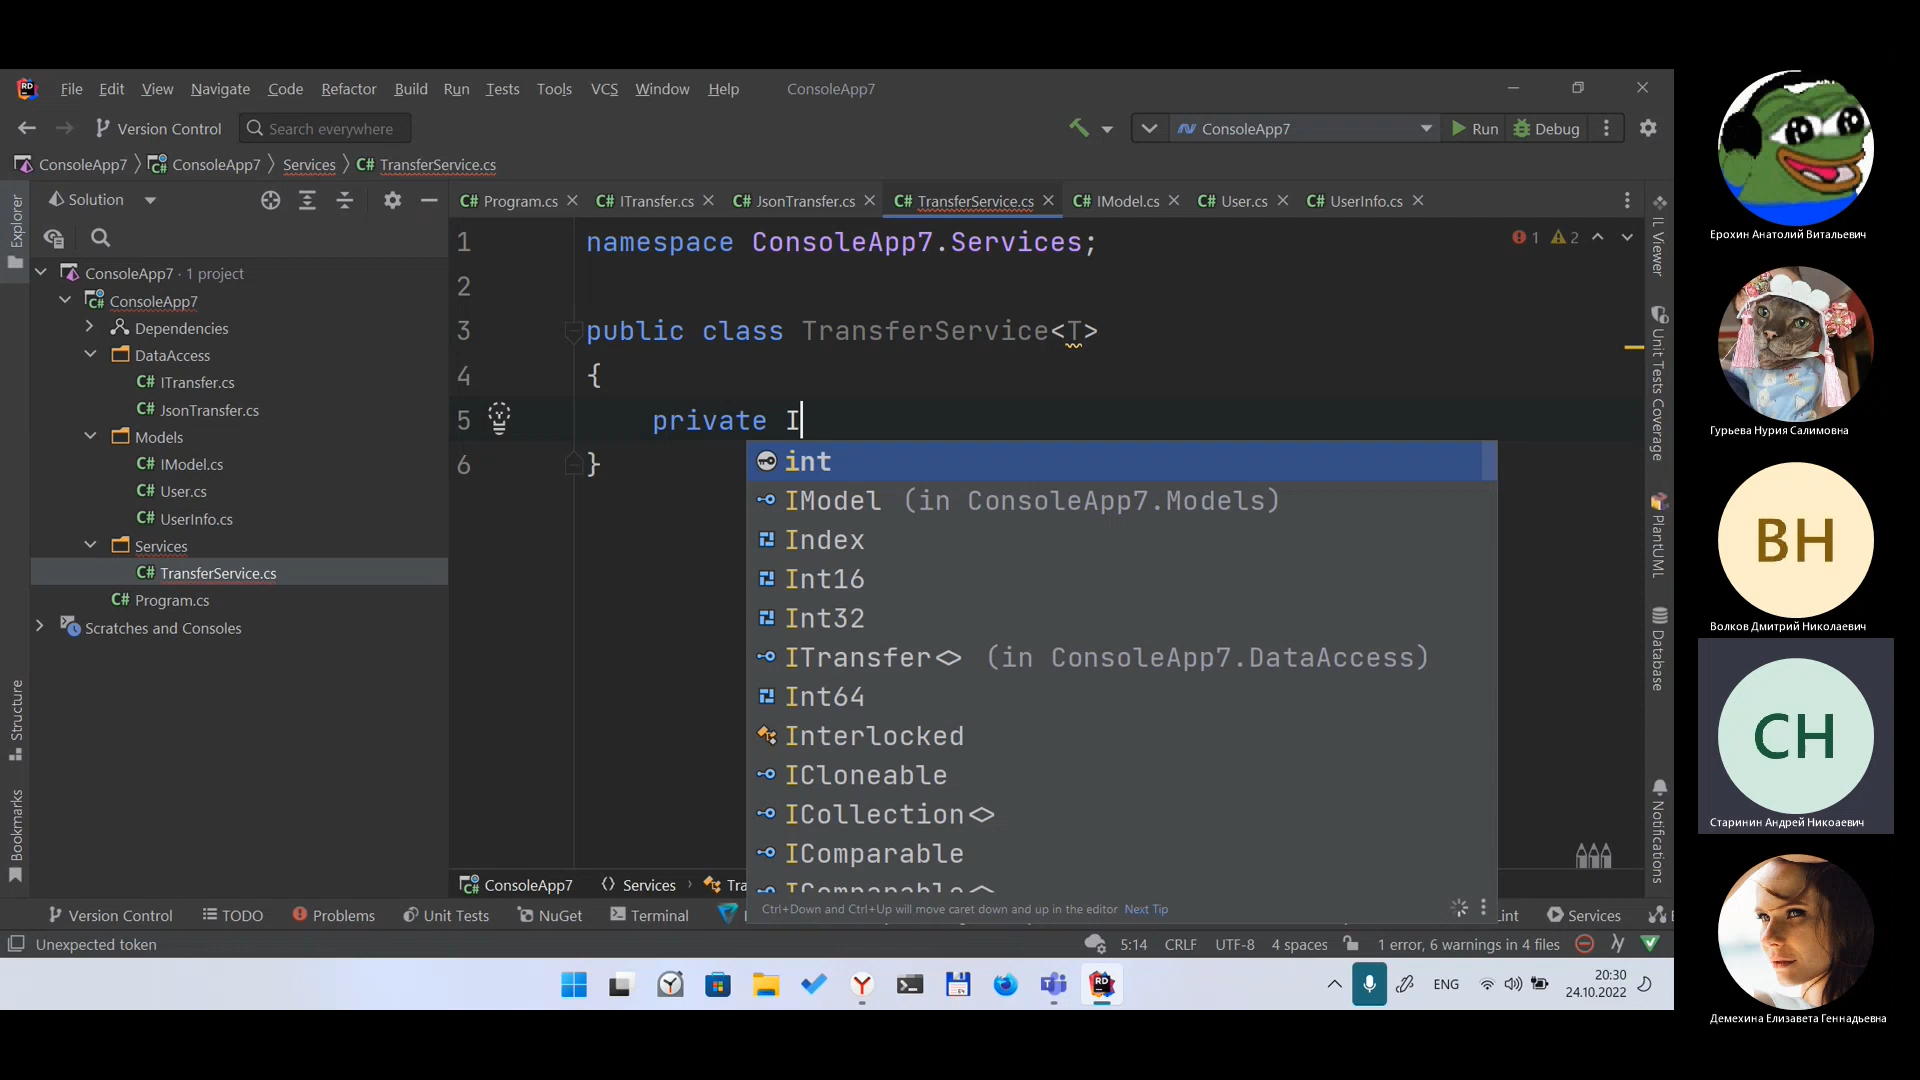 File Edit View Navigate Code Refactor Build Run Tests Tools VCS Window Help ConsoleApp7
Version Control Search everywhere ConsoleApp7 Run Debug
ConsoleApp7 ConsoleApp7 Services C# TransferService.cs
Explorer
Solution
C# Program.cs C# ITransfer.cs C# JsonTransfer.cs C# TransferService.cs C# IModel.cs C# User.cs C# UserInfo.cs
ConsoleApp7 · 1 project
ConsoleApp7
Dependencies
DataAccess
C# ITransfer.cs
C# JsonTransfer.cs
Models
C# IModel.cs
C# User.cs
C# UserInfo.cs
Services
C# TransferService.cs
C# Program.cs
Scratches and Consoles
Structure
Bookmarks
1 namespace ConsoleApp7.Services;
1 2
2
3 public class TransferService<T>
4 {
5 private I
6 }
int
IModel (in ConsoleApp7.Models)
Index
Int16
Int32
ITransfer<> (in ConsoleApp7.DataAccess)
Int64
Interlocked
ICloneable
ICollection<>
IComparable
IComparable<>
Ctrl+Down and Ctrl+Up will move caret down and up in the editor Next Tip
IL Viewer
Unit Tests Coverage
PlantUML
Database
Notifications
ConsoleApp7 Services Tra
Version Control TODO Problems Unit Tests NuGet Terminal Services
Unexpected token 5:14 CRLF UTF-8 4 spaces 1 error, 6 warnings in 4 files
ENG 20:30
24.10.2022
Ерохин Анатолий Витальевич
Гурьева Нурия Салимовна
ВН
Волков Дмитрий Николаевич
СН
Старинин Андрей Никоаевич
Демехина Елизавета Геннадьевна